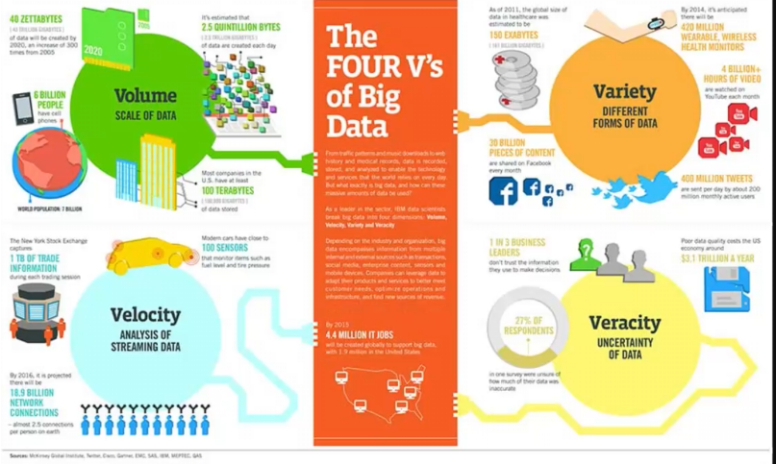 40 ZETTABYTES
of data will be created by
2020, an increase of 300
times from 2005
2020
It's estimated that
2.5 QUINTILLION BYTES
of data are created each day
6 BILLION
PEOPLE
have cell
phones
WORLD POPULATION: 7 BILLION
Volume
SCALE OF DATA
Most companies in the
U.S. have at least
100 TERABYTES
of data stored
The New York Stock Exchange
captures
1 TB OF TRADE
INFORMATION
during each trading session
Modern cars have close to
100 SENSORS
that monitor items such as
fuel level and tire pressure
Velocity
ANALYSIS OF
STREAMING DATA
By 2016, it is projected
there will be
18.9 BILLION
NETWORK
CONNECTIONS
– almost 2.5 connections
per person on earth
The
FOUR V's
of Big
Data
From traffic patterns and music downloads to web
history and medical records, data is recorded,
stored, and analyzed to enable the technology
and services that the world relies on every day.
But what exactly is big data, and how can these
massive amounts of data be used?
As a leader in the sector, IBM data scientists
break big data into four dimensions: Volume,
Velocity, Variety and Veracity
Depending on the industry and organization, big
data encompasses information from multiple
internal and external sources such as transactions,
social media, enterprise content, sensors and
mobile devices. Companies can leverage data to
adapt their products and services to better meet
customer needs, optimize operations and
infrastructure, and find new sources of revenue.
By 2015
4.4 MILLION IT JOBS
will be created globally to support big data,
with 1.9 million in the United States
As of 2011, the global size of
data in healthcare was
estimated to be
150 EXABYTES
30 BILLION
PIECES OF CONTENT
are shared on Facebook
every month
Variety
DIFFERENT
FORMS OF DATA
By 2014, it's anticipated
there will be
420 MILLION
WEARABLE, WIRELESS
HEALTH MONITORS
4 BILLION+
HOURS OF VIDEO
are watched on
YouTube each month
400 MILLION TWEETS
are sent per day by about 200
million monthly active users
1 IN 3 BUSINESS
LEADERS
don't trust the information
they use to make decisions
27% OF
RESPONDENTS
in one survey were unsure of
how much of their data was
inaccurate
Veracity
UNCERTAINTY
OF DATA
Poor data quality costs the US
economy around
$3.1 TRILLION A YEAR
Sources: McKinsey Global Institute, Twitter, Cisco, Gartner, EMC, SAS, IBM, MEPTEC, QAS